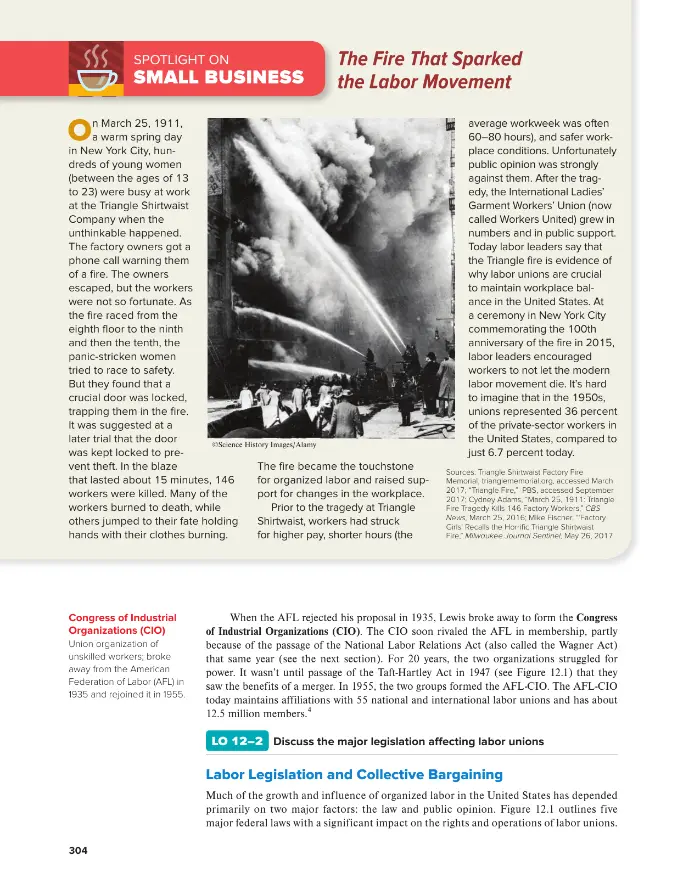 SPOTLIGHT ON
SMALL BUSINESS
The Fire That Sparked
the Labor Movement
On March 25, 1911,
a warm spring day
in New York City, hun-
dreds of young women
(between the ages of 13
to 23) were busy at work
at the Triangle Shirtwaist
Company when the
unthinkable happened.
The factory owners got a
phone call warning them
of a fire. The owners
escaped, but the workers
were not so fortunate. As
the fire raced from the
eighth floor to the ninth
and then the tenth, the
panic-stricken women
tried to race to safety.
But they found that a
crucial door was locked,
trapping them in the fire.
It was suggested at a
later trial that the door
was kept locked to pre-
vent theft. In the blaze
that lasted about 15 minutes, 146
workers were killed. Many of the
workers burned to death, while
others jumped to their fate holding
hands with their clothes burning.
©Science History Images/Alamy
The fire became the touchstone
for organized labor and raised sup-
port for changes in the workplace.
Prior to the tragedy at Triangle
Shirtwaist, workers had struck
for higher pay, shorter hours (the
average workweek was often
60–80 hours), and safer work-
place conditions. Unfortunately
public opinion was strongly
against them. After the trag-
edy, the International Ladies’
Garment Workers’ Union (now
called Workers United) grew in
numbers and in public support.
Today labor leaders say that
the Triangle fire is evidence of
why labor unions are crucial
to maintain workplace bal-
ance in the United States. At
a ceremony in New York City
commemorating the 100th
anniversary of the fire in 2015,
labor leaders encouraged
workers to not let the modern
labor movement die. It’s hard
to imagine that in the 1950s,
unions represented 36 percent
of the private-sector workers in
the United States, compared to
just 6.7 percent today.
Sources: Triangle Shirtwaist Factory Fire
Memorial, trianglememorial.org, accessed March
2017; “Triangle Fire,” PBS, accessed September
2017; Cydney Adams, “March 25, 1911: Triangle
Fire Tragedy Kills 146 Factory Workers,” CBS
News, March 25, 2016; Mike Fischer, “‘Factory
Girls’ Recalls the Horrific Triangle Shirtwaist
Fire,” Milwaukee Journal Sentinel, May 26, 2017.
Congress of Industrial
Organizations (CIO)
Union organization of
unskilled workers; broke
away from the American
Federation of Labor (AFL) in
1935 and rejoined it in 1955.
When the AFL rejected his proposal in 1935, Lewis broke away to form the Congress
of Industrial Organizations (CIO). The CIO soon rivaled the AFL in membership, partly
because of the passage of the National Labor Relations Act (also called the Wagner Act)
that same year (see the next section). For 20 years, the two organizations struggled for
power. It wasn’t until passage of the Taft-Hartley Act in 1947 (see Figure 12.1) that they
saw the benefits of a merger. In 1955, the two groups formed the AFL-CIO. The AFL-CIO
today maintains affiliations with 55 national and international labor unions and has about
12.5 million members.4
LO 12–2 Discuss the major legislation affecting labor unions
Labor Legislation and Collective Bargaining
Much of the growth and influence of organized labor in the United States has depended
primarily on two major factors: the law and public opinion. Figure 12.1 outlines five
major federal laws with a significant impact on the rights and operations of labor unions.
304